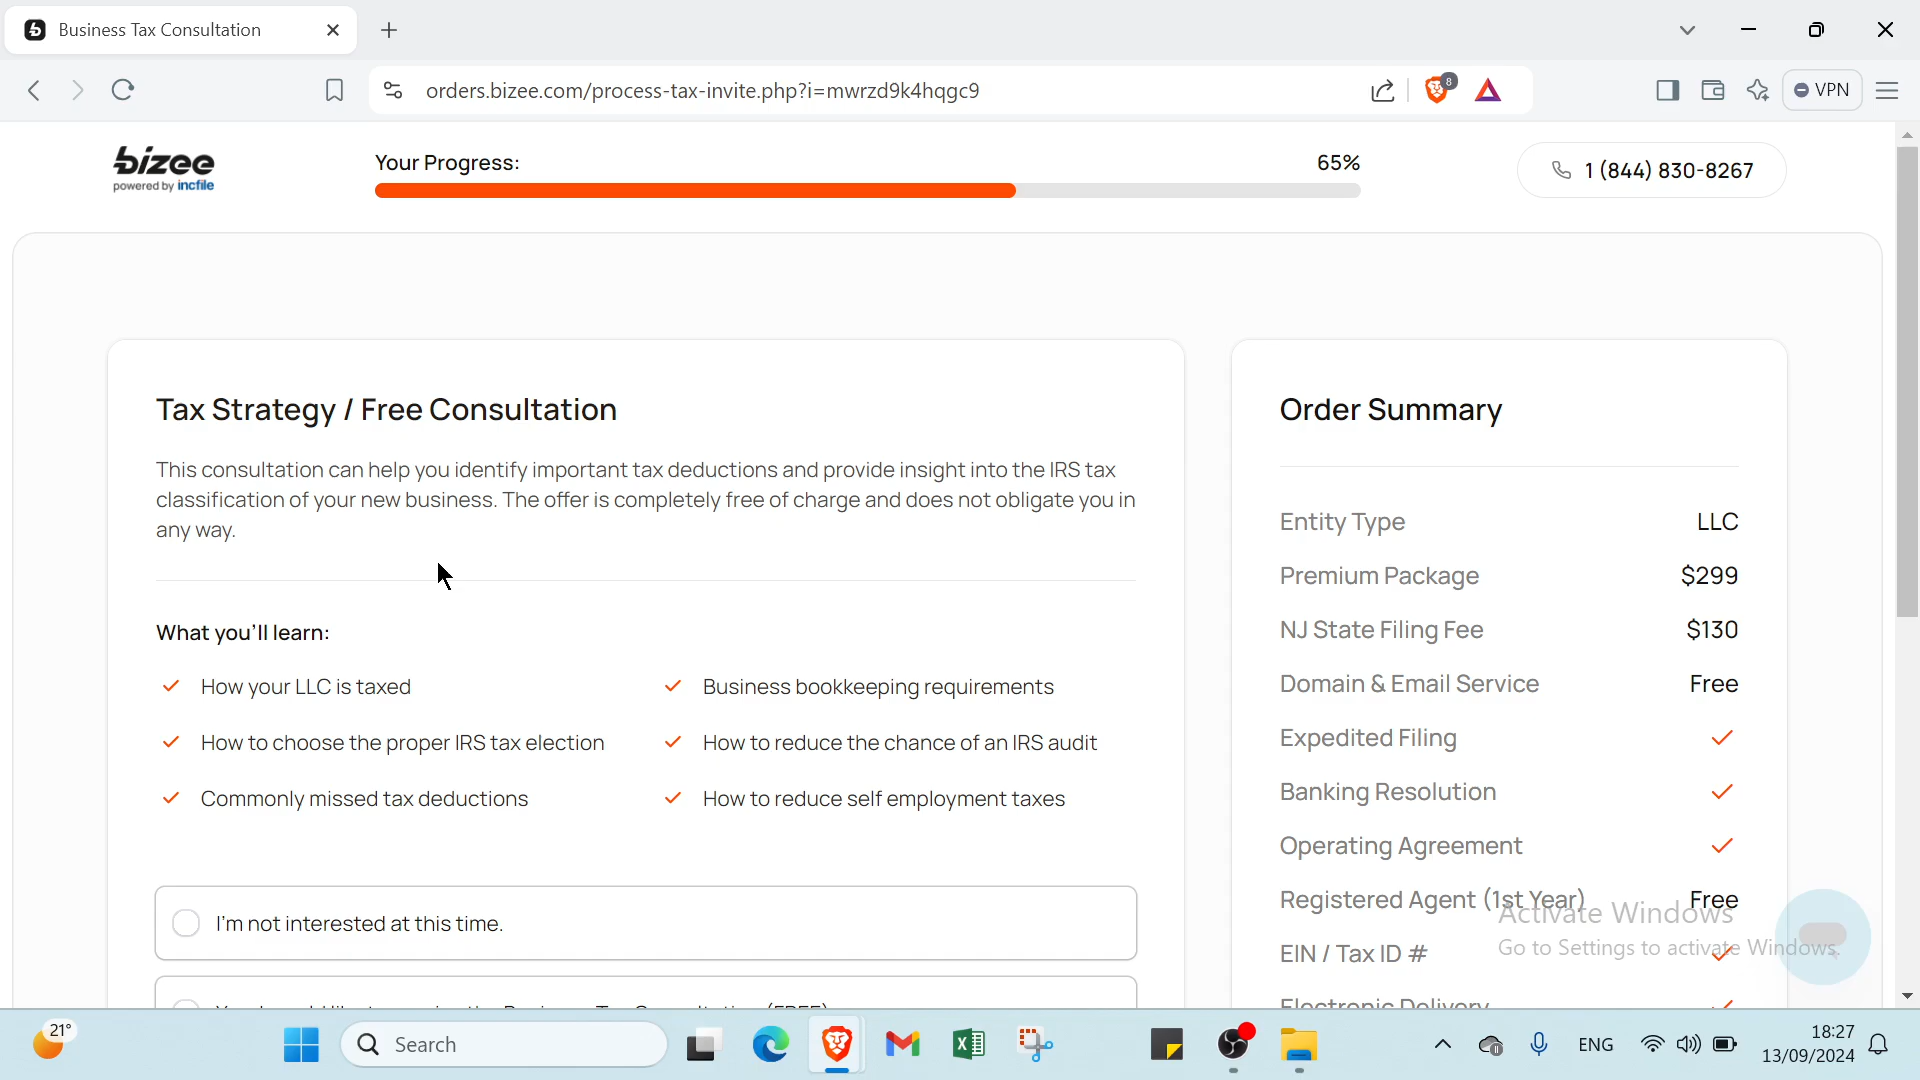 Business Tax Consultation
orders.bizee.com/process-tax-invite.php?i=mwrzd9k4hqgc9
8
VPN
bizee
powered by incfile
Your Progress:
65%
1 (844) 830-8267
Tax Strategy / Free Consultation
This consultation can help you identify important tax deductions and provide insight into the IRS tax
classification of your new business. The offer is completely free of charge and does not obligate you in
any way.
What you'll learn:
How your LLC is taxed
Business bookkeeping requirements
How to choose the proper IRS tax election
How to reduce the chance of an IRS audit
Commonly missed tax deductions
How to reduce self employment taxes
I'm not interested at this time.
Order Summary
Entity Type LLC
Premium Package $299
NJ State Filing Fee $130
Domain & Email Service Free
Expedited Filing
Banking Resolution
Operating Agreement
Registered Agent (1st Year) Free
EIN / Tax ID #
Electronic Delivery
Activate Windows
Go to Settings to activate Windows.
21°
Search
ENG
18:27
13/09/2024